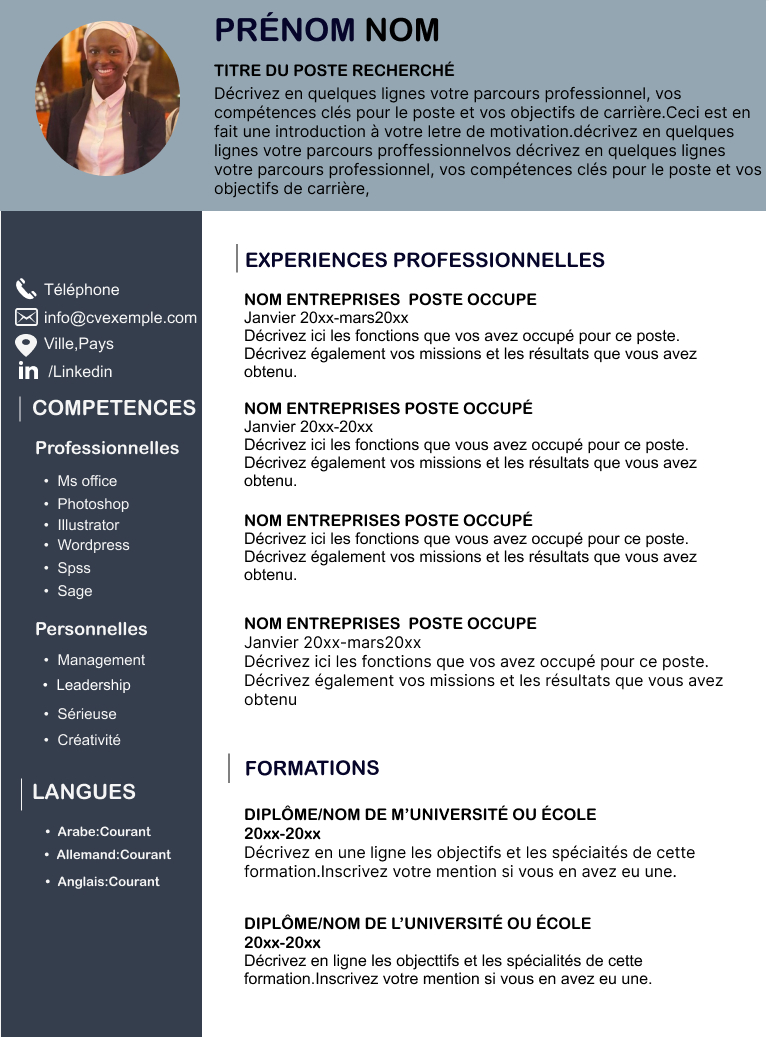 PRÉNOM NOM
TITRE DU POSTE RECHERCHÉ
Décrivez en quelques lignes votre parcours professionnel, vos
compétences clés pour le poste et vos objectifs de carrière.Ceci est en
fait une introduction à votre letre de motivation.décrivez en quelques
lignes votre parcours proffessionnelvos décrivez en quelques lignes
votre parcours professionnel, vos compétences clés pour le poste et vos
objectifs de carrière,
Téléphone
info@cvexemple.com
Ville,Pays
in /Linkedin
COMPETENCES
Professionnelles
• Ms office
• Photoshop
• Illustrator
• Wordpress
• Spss
• Sage
Personnelles
• Management
• Leadership
• Sérieuse
• Créativité
LANGUES
• Arabe:Courant
• Allemand:Courant
• Anglais:Courant
EXPERIENCES PROFESSIONNELLES
NOM ENTREPRISES POSTE OCCUPE
Janvier 20xx-mars20xx
Décrivez ici les fonctions que vos avez occupé pour ce poste.
Décrivez également vos missions et les résultats que vous avez
obtenu.
NOM ENTREPRISES POSTE OCCUPÉ
Janvier 20xx-20xx
Décrivez ici les fonctions que vous avez occupé pour ce poste.
Décrivez également vos missions et les résultats que vous avez
obtenu.
NOM ENTREPRISES POSTE OCCUPÉ
Décrivez ici les fonctions que vous avez occupé pour ce poste.
Décrivez également vos missions et les résultats que vous avez
obtenu.
NOM ENTREPRISES POSTE OCCUPE
Janvier 20xx-mars20xx
Décrivez ici les fonctions que vos avez occupé pour ce poste.
Décrivez également vos missions et les résultats que vous avez
obtenu
FORMATIONS
DIPLÔME/NOM DE M’UNIVERSITÉ OU ÉCOLE
20xx-20xx
Décrivez en une ligne les objectifs et les spéciaités de cette
formation.Inscrivez votre mention si vous en avez eu une.
DIPLÔME/NOM DE L’UNIVERSITÉ OU ÉCOLE
20xx-20xx
Décrivez en ligne les objecttifs et les spécialités de cette
formation.Inscrivez votre mention si vous en avez eu une.